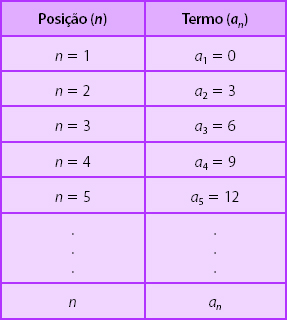 Posição (n) Termo (aₙ)
n = 1 a₁ = 0
n = 2 a₂ = 3
n = 3 a₃ = 6
n = 4 a₄ = 9
n = 5 a₅ = 12
. .
. .
. .
n aₙ